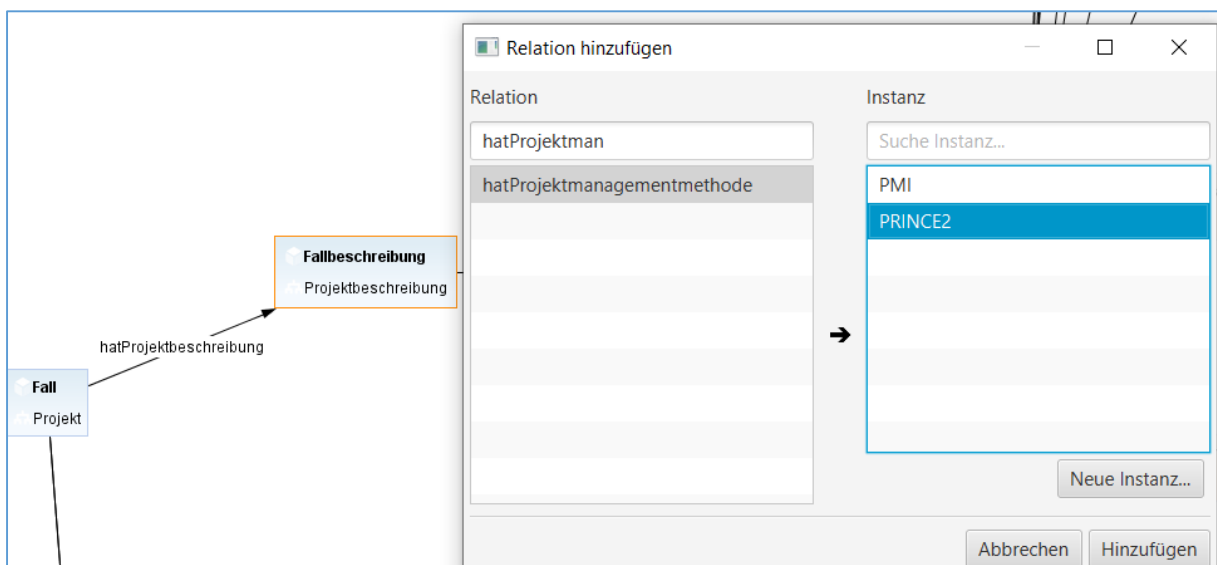 Relation hinzufügen
Relation
Instanz
hatProjektman
Suche Instanz...
hatProjektmanagementmethode
PMI
PRINCE2
Fallbeschreibung
Projektbeschreibung
hatProjektbeschreibung
Fall
Projekt
Neue Instanz...
Abbrechen
Hinzufügen